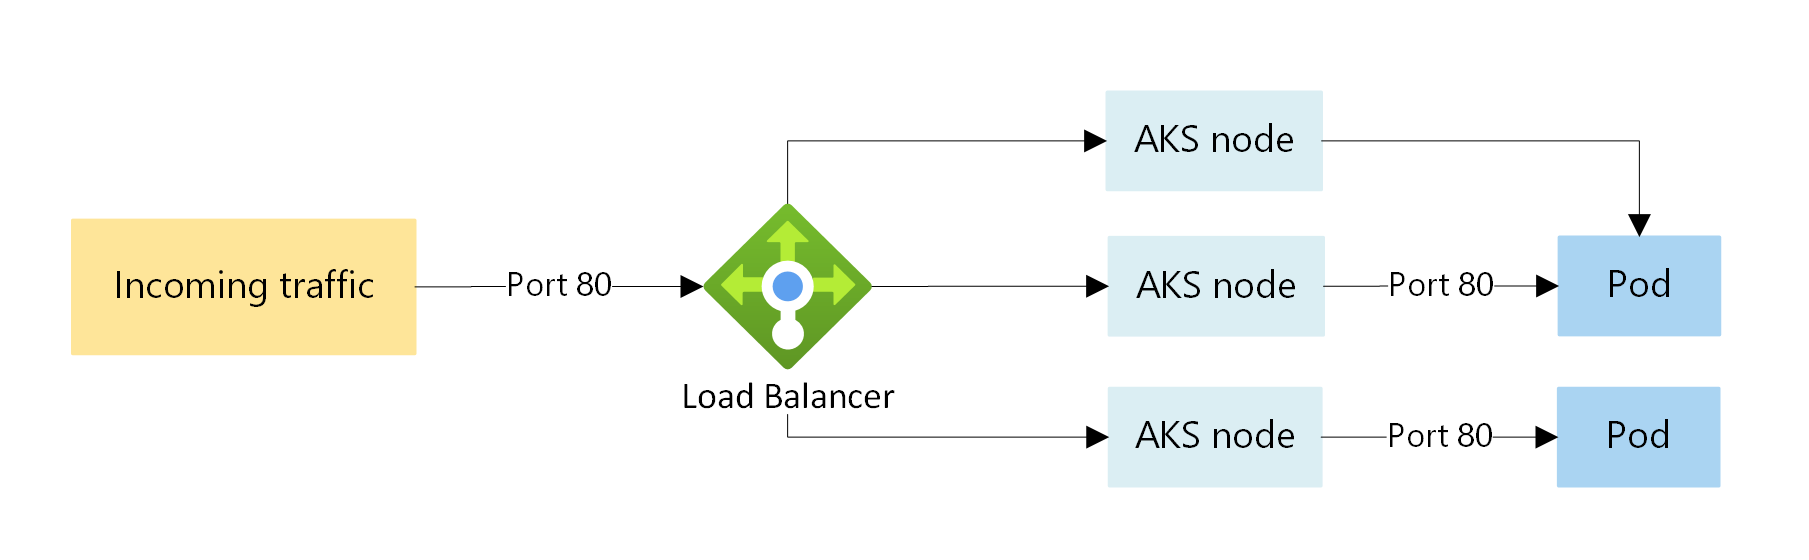 AKS node
Incoming traffic
Port 80
AKS node
Port 80
Pod
Load Balancer
AKS node
Port 80
Pod